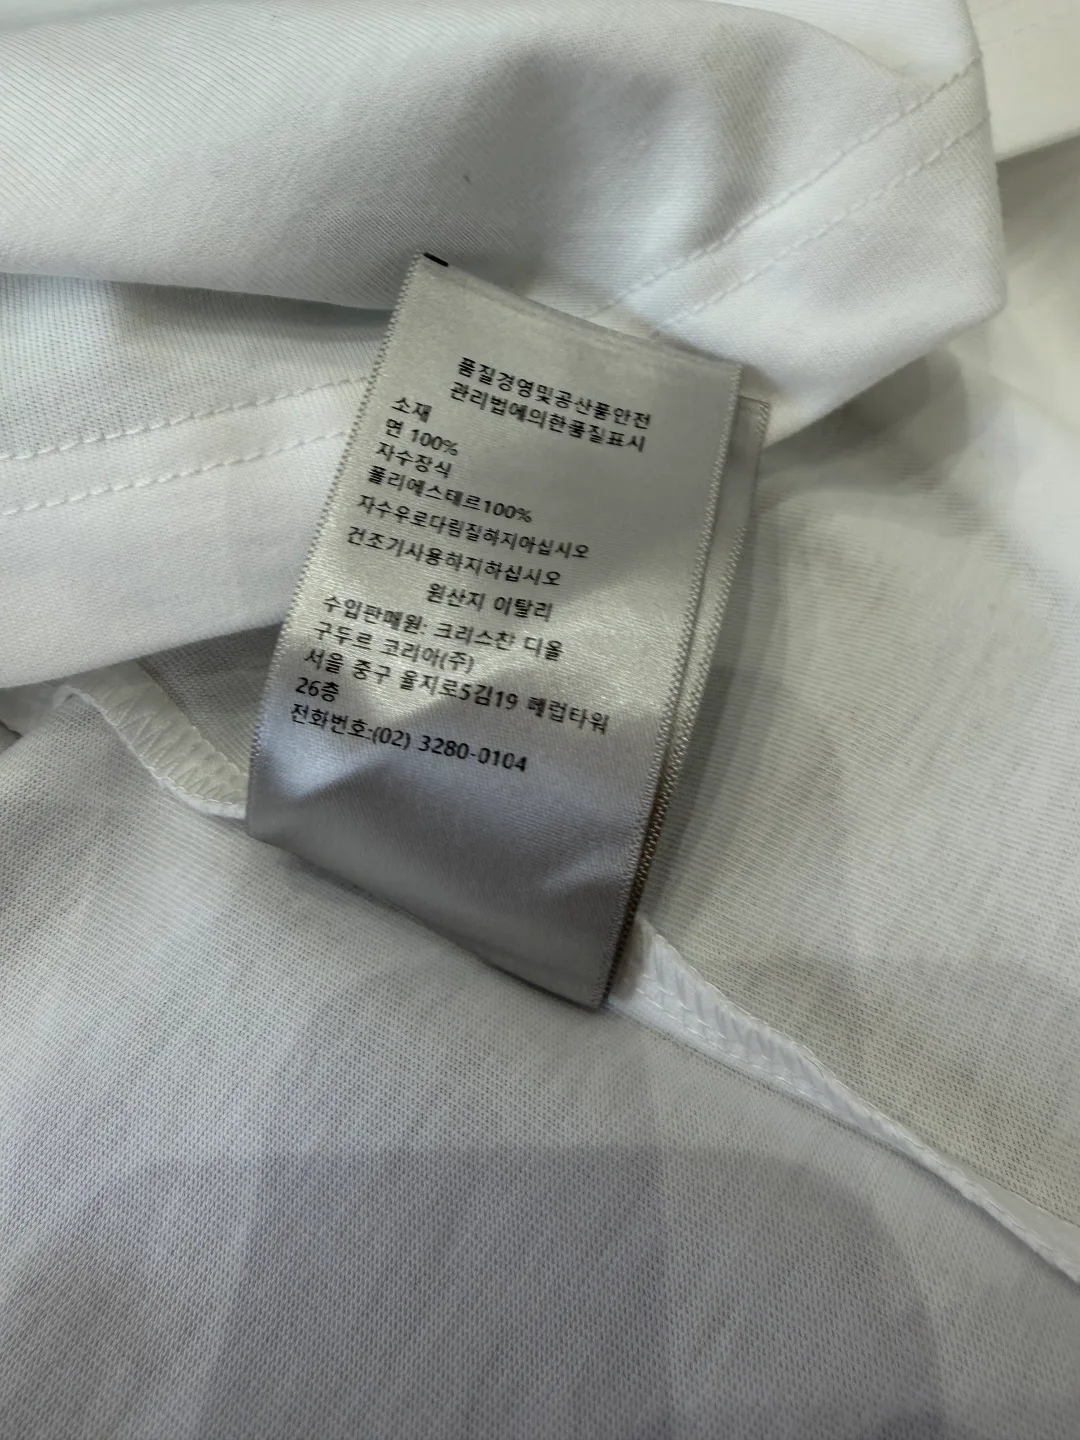 품질경영및공산품안전
관리법에의한품질표시
소재
면 100%
자수장식
폴리에스테르100%
자수우로다림질하지마십시오
건조기사용하지하십시오
원산지 이탈리
수입판매원: 크리스찬 디올
구두르 코리아(주)
서울 중구 율지로5김19 페럼타워
26층
전화번호:(02) 3280-0104